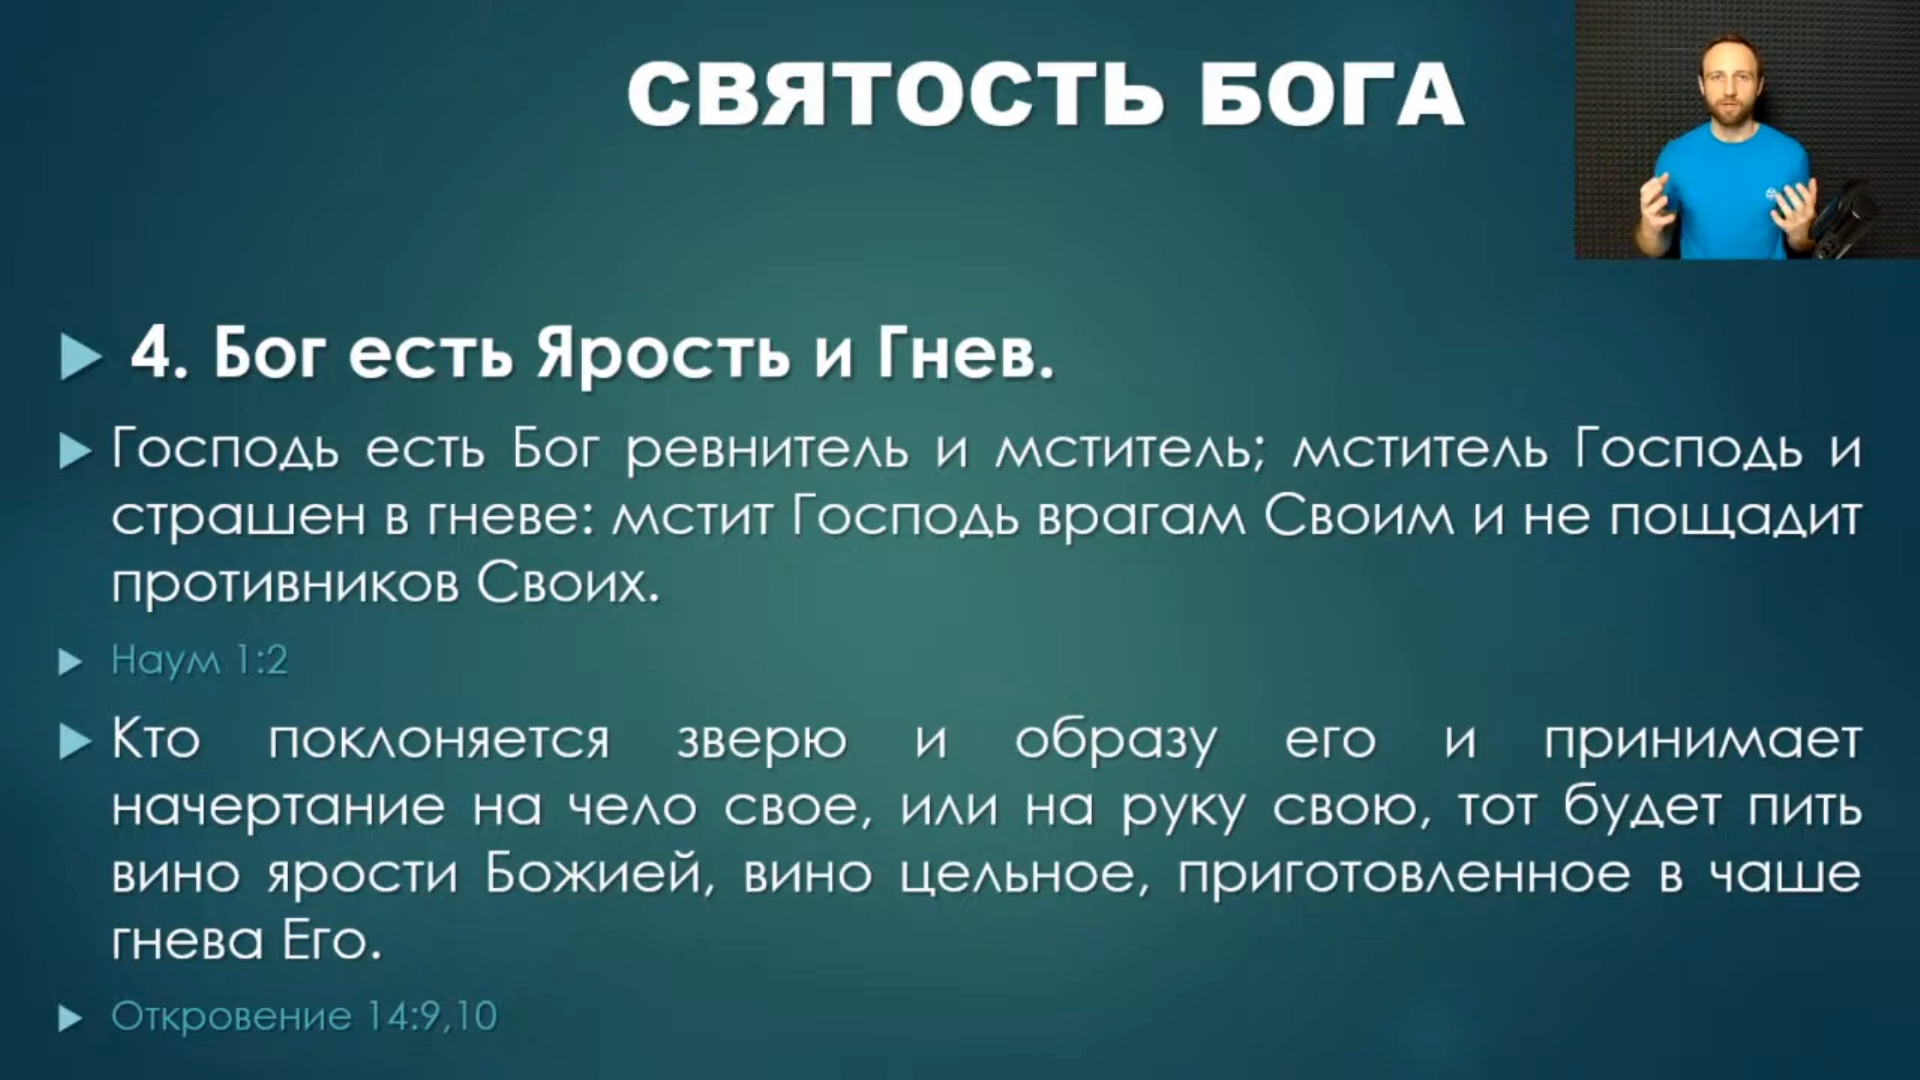 СВЯТОСТЬ БОГА
4. Бог есть Ярость и Гнев.
Господь есть Бог ревнитель и мститель; мститель Господь и
страшен в гневе: мстит Господь врагам Своим и не пощадит
противников Своих.
Наум 1:2
Кто поклоняется зверю и образу его и принимает
начертание на чело свое, или на руку свою, тот будет пить
вино ярости Божией, вино цельное, приготовленное в чаше
гнева Его.
Откровение 14:9,10